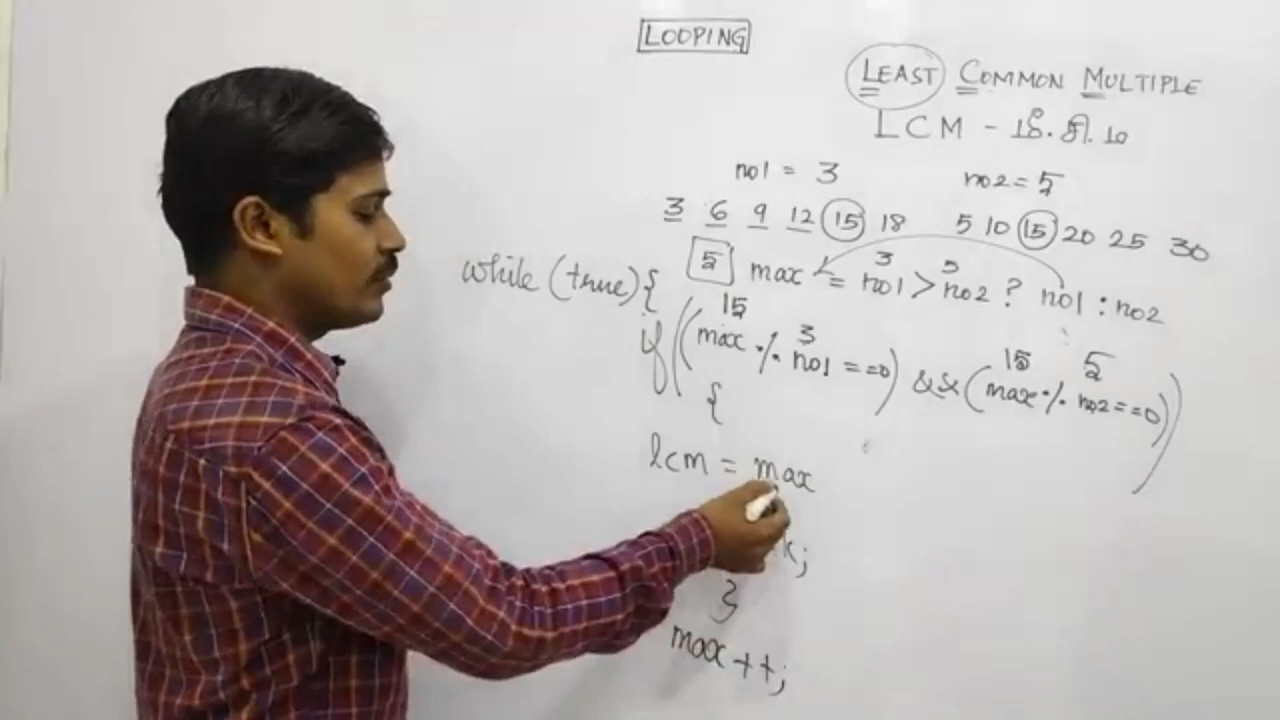 LOOPING
LEAST COMMON MULTIPLE
LCM - மீ.சி.ம
no1 = 3 no2 = 5
3 6 9 12 15 18 5 10 15 20 25 30
3 5
5 max = no1 > no2 ? no1 : no2
while (true) {
15 3 15 5
if ((max % no1 == 0) && (max % no2 == 0))
{
lcm = max
k;
}
max ++;